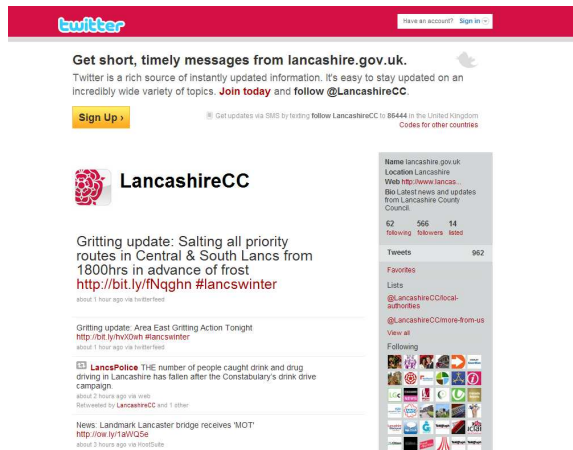 twitter
Have an account? Sign in
Get short, timely messages from lancashire.gov.uk.
Twitter is a rich source of instantly updated information. It's easy to stay updated on an
incredibly wide variety of topics. Join today and follow @LancashireCC.
Sign Up ›
Get updates via SMS by texting follow LancashireCC to 86444 in the United Kingdom
Codes for other countries
LancashireCC
Gritting update: Salting all priority
routes in Central & South Lancs from
1800hrs in advance of frost
http://bit.ly/fNqghn #lancswinter
about 1 hour ago via twitterfeed
Gritting update: Area East Gritting Action Tonight
http://bit.ly/hvX0wh #lancswinter
about 1 hour ago via twitterfeed
LancsPolice THE number of people caught drink and drug
driving in Lancashire has fallen after the Constabulary's drink drive
campaign.
about 2 hours ago via web
Retweeted by LancashireCC and 1 other
News: Landmark Lancaster bridge receives 'MOT'
http://ow.ly/1aWQ5e
about 3 hours ago via HootSuite
Name lancashire.gov.uk
Location Lancashire
Web http://www.lancas...
Bio Latest news and updates
from Lancashire County
Council.
62 566 14
following followers listed
Tweets 962
Favorites
Lists
@LancashireCC/local-
authorities
@LancashireCC/more-from-us
View all
Following